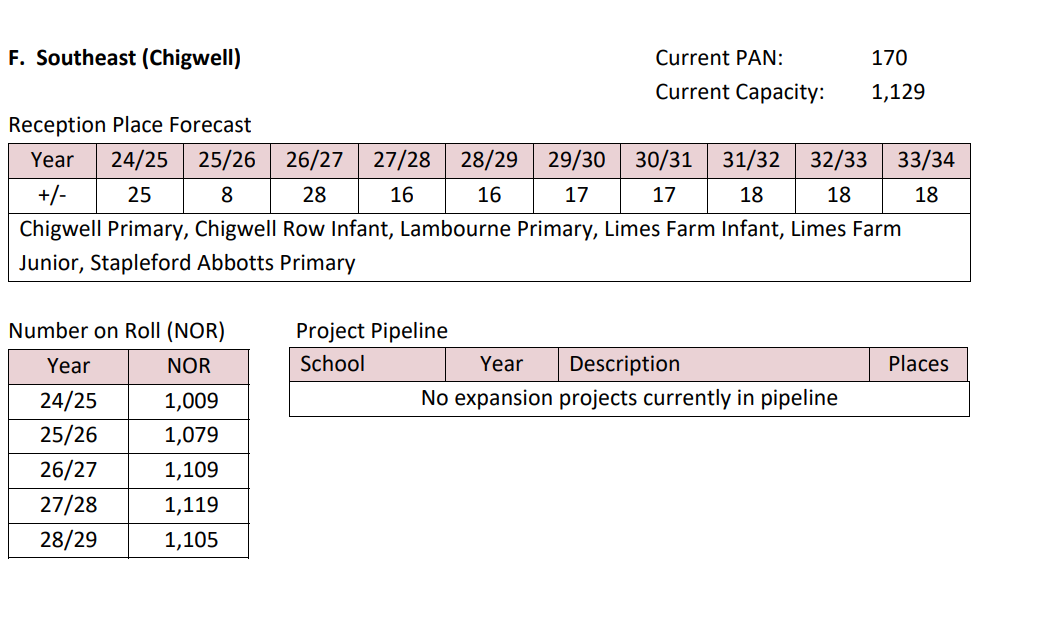 F. Southeast (Chigwell)
Current PAN: 170
Current Capacity: 1,129
Reception Place Forecast
Year 24/25 25/26 26/27 27/28 28/29 29/30 30/31 31/32 32/33 33/34
+/- 25 8 28 16 16 17 17 18 18 18
Chigwell Primary, Chigwell Row Infant, Lambourne Primary, Limes Farm Infant, Limes Farm
Junior, Stapleford Abbotts Primary
Number on Roll (NOR)
Year NOR
24/25 1,009
25/26 1,079
26/27 1,109
27/28 1,119
28/29 1,105
Project Pipeline
School Year Description Places
No expansion projects currently in pipeline